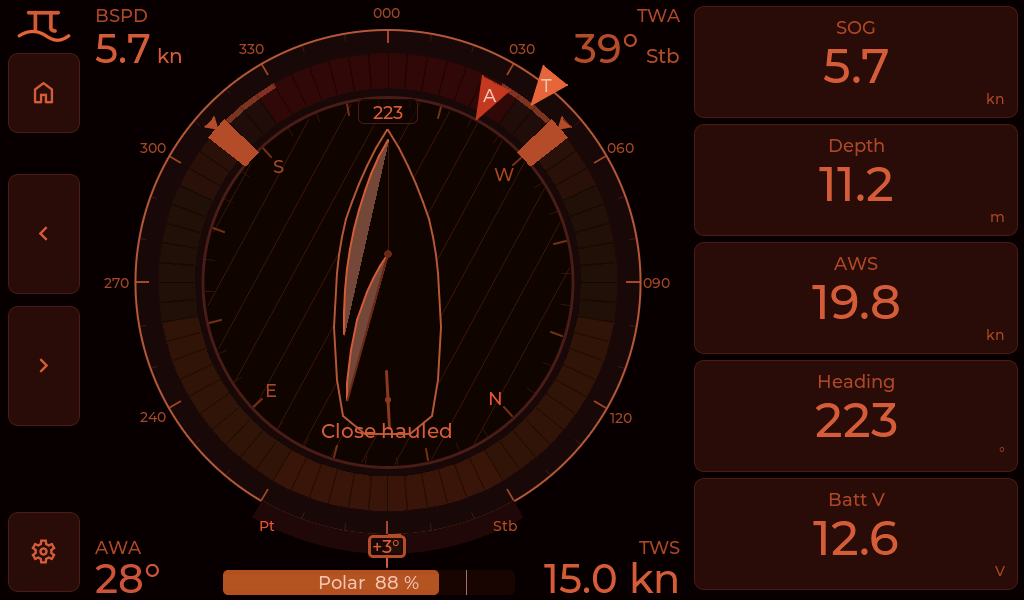 BSPD
5.7 kn
TWA
39° Stb
000
330
030
300
060
270
090
240
120
A
T
223
S
W
E
N
Close hauled
Pt
Stb
+3°
AWA
28°
Polar 88 %
TWS
15.0 kn
SOG
5.7
kn
Depth
11.2
m
AWS
19.8
kn
Heading
223
°
Batt V
12.6
V